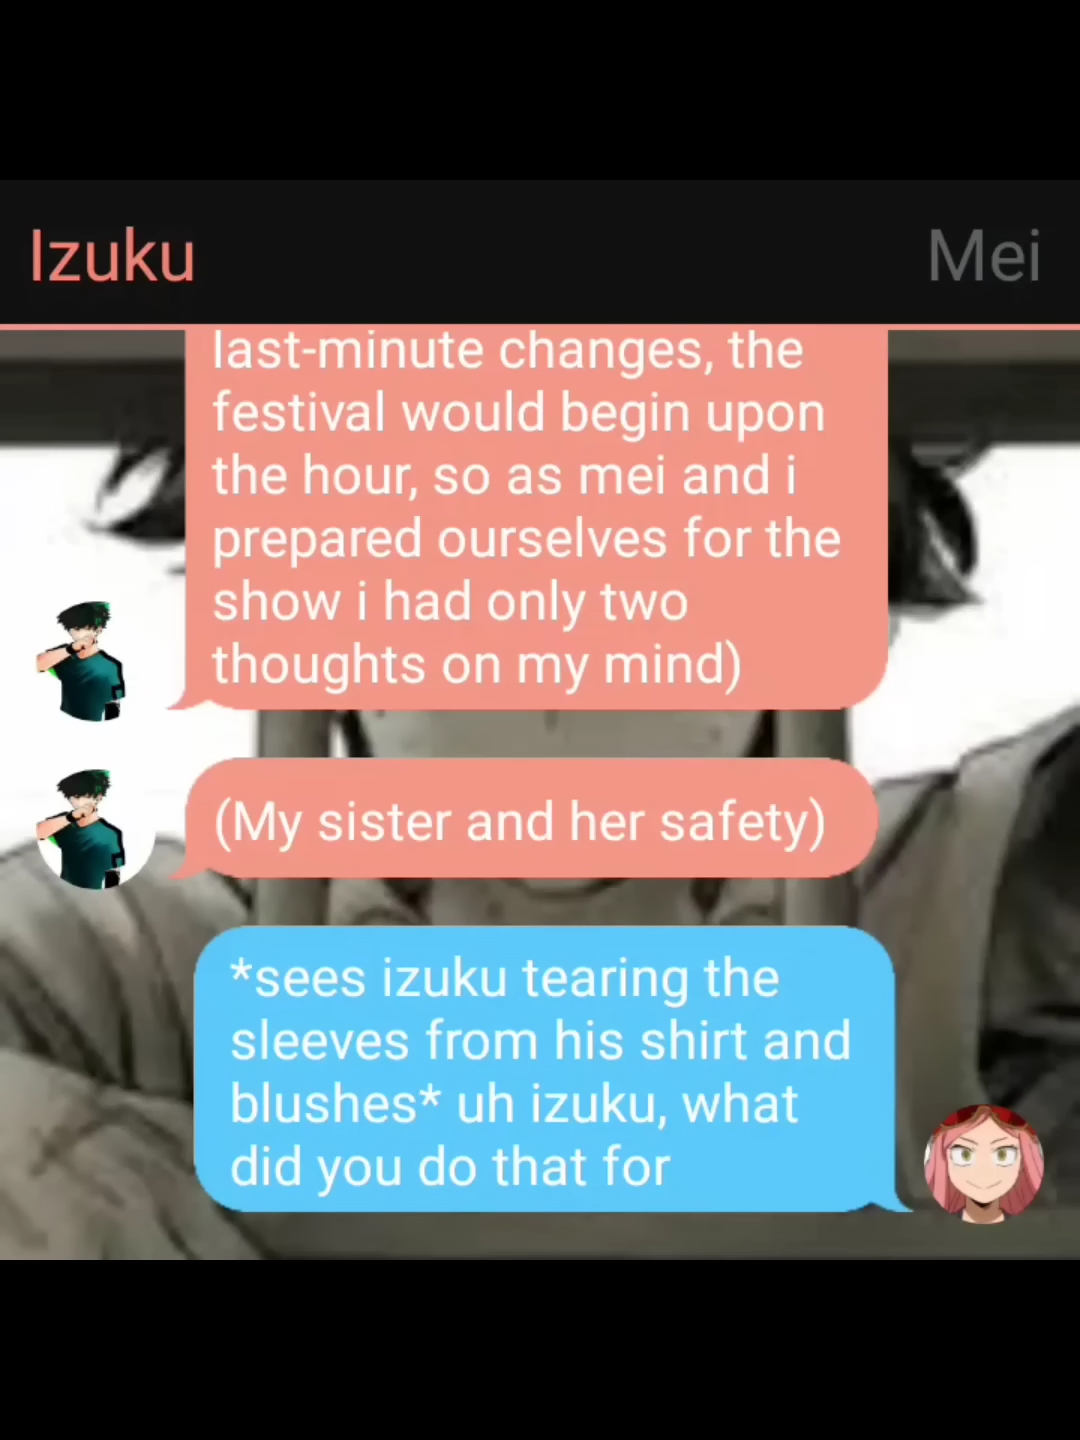 Izuku
Mei
last-minute changes, the
festival would begin upon
the hour, so as mei and i
prepared ourselves for the
show i had only two
thoughts on my mind)
(My sister and her safety)
*sees izuku tearing the
sleeves from his shirt and
blushes* uh izuku, what
did you do that for